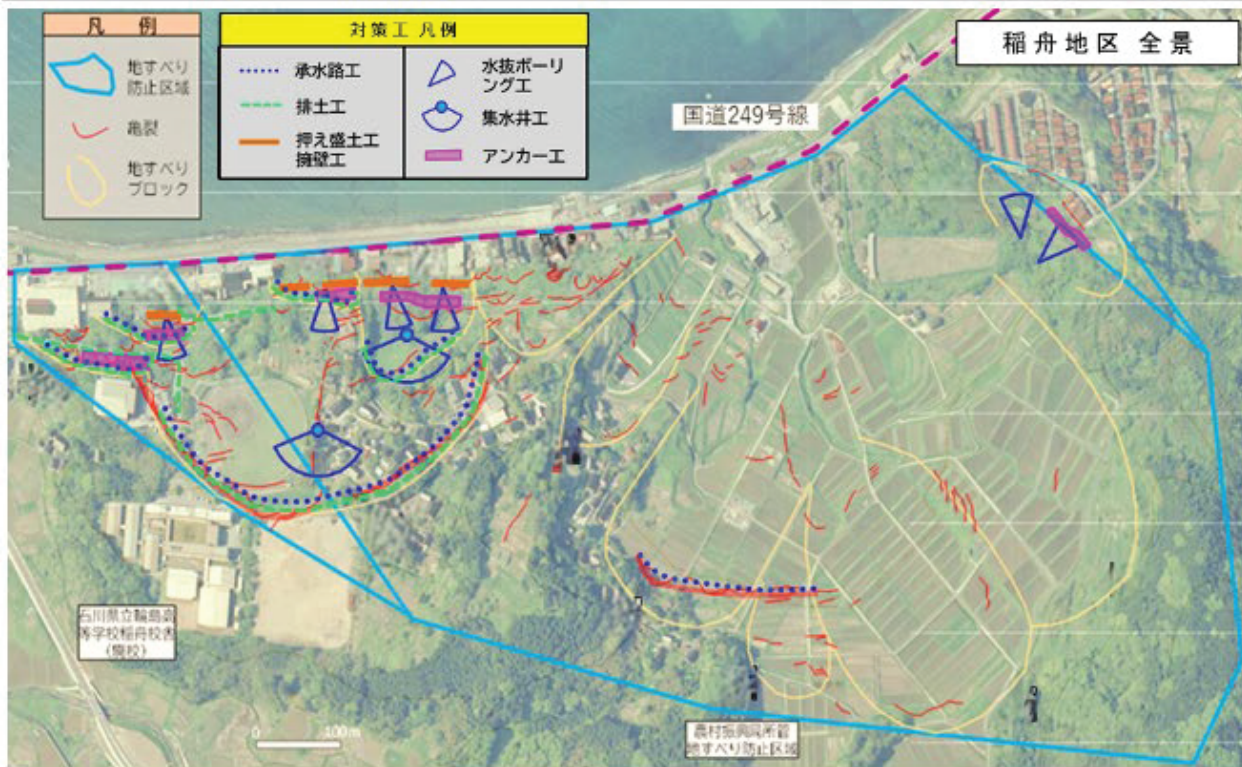 凡 例
地すべり
防止区域
亀裂
地すべり
ブロック
対策工 凡例
承水路工
排土工
押え盛土工
擁壁工
水抜ボーリ
ング工
集水井工
アンカー工
稲舟地区 全景
国道249号線
石川県立輪島高
等学校稲舟校舎
(廃校)
0 100m
農村振興局所管
地すべり防止区域